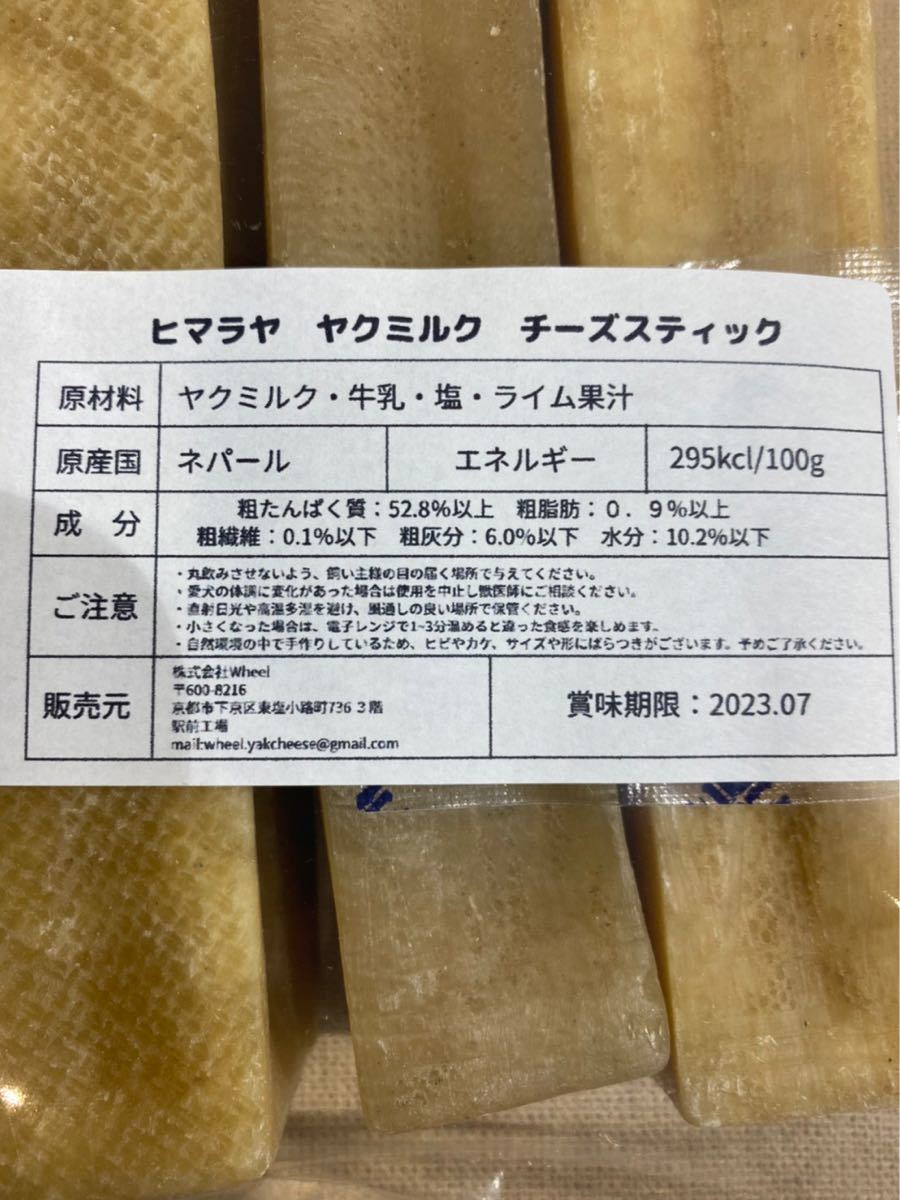 ヒマラヤ ヤクミルク チーズスティック
原材料 ヤクミルク・牛乳・塩・ライム果汁
原産国 ネパール エネルギー 295kcl/100g
成 分 粗たんぱく質：52.8%以上 粗脂肪：０．９%以上
粗繊維：0.1%以下 粗灰分：6.0%以下 水分：10.2%以下
ご注意
・丸飲みさせないよう、飼い主様の目の届く場所で与えてください。
・愛犬の体調に変化があった場合は使用を中止し獣医師にご相談ください。
・直射日光や高温多湿を避け、風通しの良い場所で保管ください。
・小さくなった場合は、電子レンジで1~3分温めると違った食感を楽しめます。
・自然環境の中で手作りしているため、ヒビやカケ、サイズや形にばらつきがございます。予めご了承ください。
販売元
株式会社Wheel
〒600-8216
京都市下京区東塩小路町736 3階
駅前工場
mail:wheel.yakcheese@gmail.com
賞味期限：2023.07